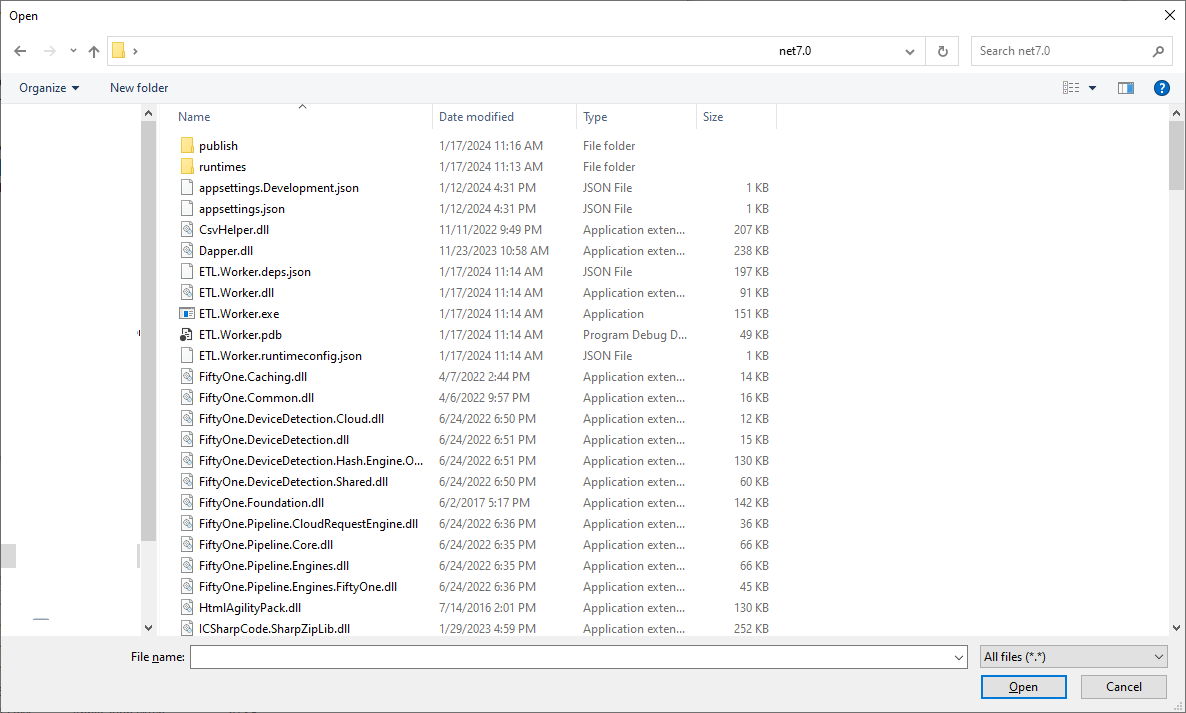 Open
net7.0
Search net7.0
Organize
New folder
Name Date modified Type Size
publish 1/17/2024 11:16 AM File folder
runtimes 1/17/2024 11:13 AM File folder
appsettings.Development.json 1/12/2024 4:31 PM JSON File 1 KB
appsettings.json 1/12/2024 4:31 PM JSON File 1 KB
CsvHelper.dll 11/11/2022 9:49 PM Application exten... 207 KB
Dapper.dll 11/23/2023 10:58 AM Application exten... 238 KB
ETL.Worker.deps.json 1/17/2024 11:14 AM JSON File 197 KB
ETL.Worker.dll 1/17/2024 11:14 AM Application exten... 91 KB
ETL.Worker.exe 1/17/2024 11:14 AM Application 151 KB
ETL.Worker.pdb 1/17/2024 11:14 AM Program Debug D... 49 KB
ETL.Worker.runtimeconfig.json 1/17/2024 11:14 AM JSON File 1 KB
FiftyOne.Caching.dll 4/7/2022 2:44 PM Application exten... 14 KB
FiftyOne.Common.dll 4/6/2022 9:57 PM Application exten... 16 KB
FiftyOne.DeviceDetection.Cloud.dll 6/24/2022 6:50 PM Application exten... 12 KB
FiftyOne.DeviceDetection.dll 6/24/2022 6:51 PM Application exten... 15 KB
FiftyOne.DeviceDetection.Hash.Engine.O... 6/24/2022 6:51 PM Application exten... 130 KB
FiftyOne.DeviceDetection.Shared.dll 6/24/2022 6:50 PM Application exten... 60 KB
FiftyOne.Foundation.dll 6/2/2017 5:17 PM Application exten... 142 KB
FiftyOne.Pipeline.CloudRequestEngine.dll 6/24/2022 6:36 PM Application exten... 36 KB
FiftyOne.Pipeline.Core.dll 6/24/2022 6:35 PM Application exten... 66 KB
FiftyOne.Pipeline.Engines.dll 6/24/2022 6:35 PM Application exten... 66 KB
FiftyOne.Pipeline.Engines.FiftyOne.dll 6/24/2022 6:36 PM Application exten... 45 KB
HtmlAgilityPack.dll 7/14/2016 2:01 PM Application exten... 130 KB
ICSharpCode.SharpZipLib.dll 1/29/2023 4:59 PM Application exten... 252 KB
File name:
All files (*.*)
Open
Cancel